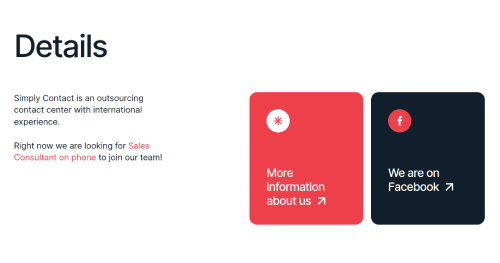 Details
Simply Contact is an outsourcing
contact center with international
experience.
Right now we are looking for Sales
Consultant on phone to join our team!
More
information
about us
We are on
Facebook